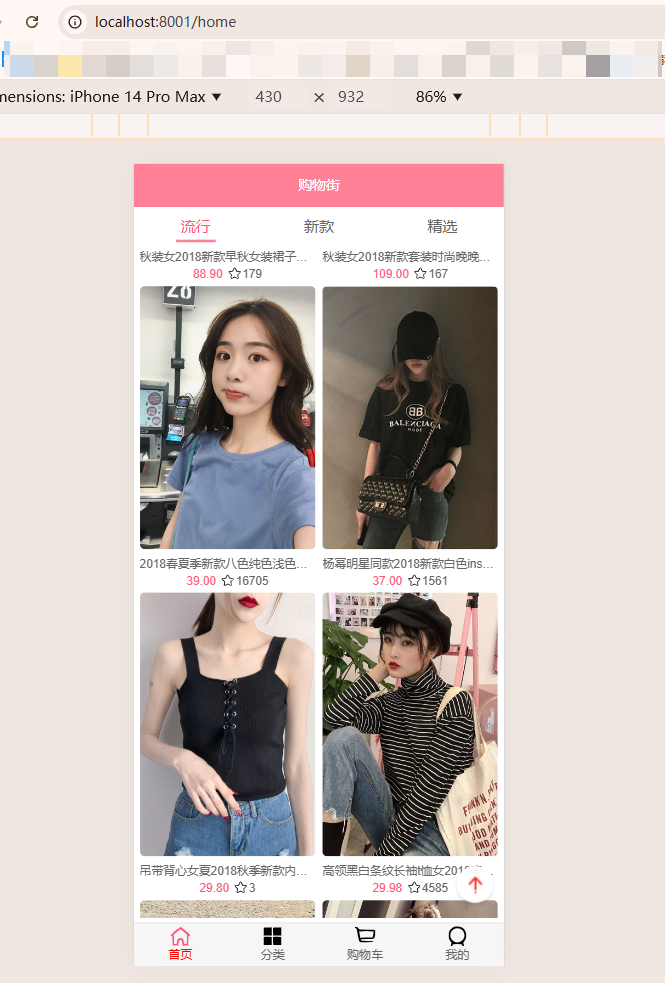 localhost:8001/home
mensions: iPhone 14 Pro Max ▼ 430 × 932 86% ▼
购物街
流行 新款 精选
秋装女2018新款早秋女装裙子... 秋装女2018新款套装时尚晚晚...
88.90 179 109.00 167
26
BB
BALENCIAGA
MODE
2018春夏季新款八色纯色浅色... 杨幂明星同款2018新款白色ins...
39.00 16705 37.00 1561
吊带背心女夏2018秋季新款内... 高领黑白条纹长袖t恤女2018
29.80 3 29.98 4585
首页 分类 购物车 我的